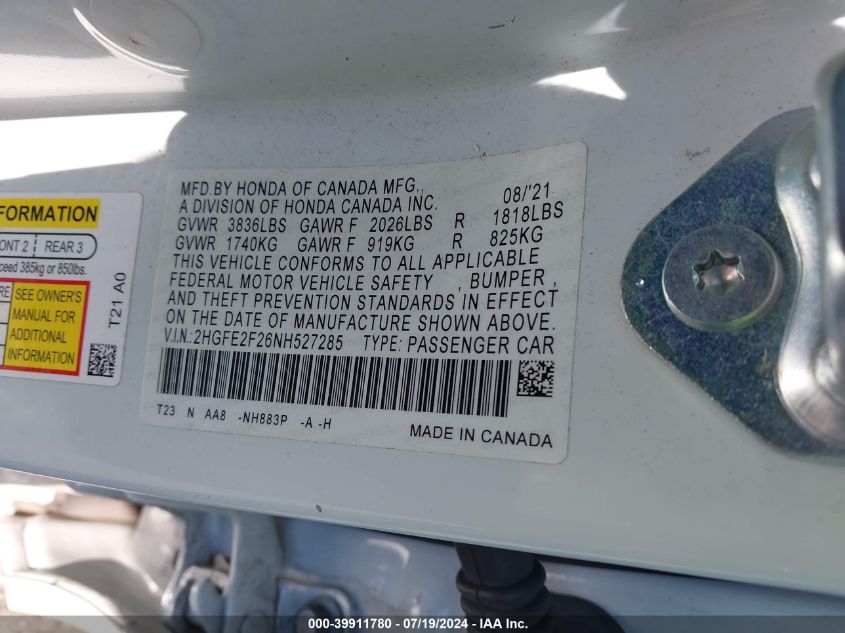 FORMATION
ONT 2 REAR 3
ceed 385kg or 850lbs.
RE SEE OWNER'S
MANUAL FOR
ADDITIONAL
INFORMATION
T21 A0
MFD.BY HONDA OF CANADA MFG., 08/'21
A DIVISION OF HONDA CANADA INC.
GVWR 3836LBS GAWR F 2026LBS R 1818LBS
GVWR 1740KG GAWR F 919KG R 825KG
THIS VEHICLE CONFORMS TO ALL APPLICABLE
FEDERAL MOTOR VEHICLE SAFETY , BUMPER ,
AND THEFT PREVENTION STANDARDS IN EFFECT
ON THE DATE OF MANUFACTURE SHOWN ABOVE.
V.I.N.:2HGFE2F26NH527285 TYPE: PASSENGER CAR
T23 N AA8 -NH883P -A -H
MADE IN CANADA
000-39911780 - 07/19/2024 - IAA Inc.